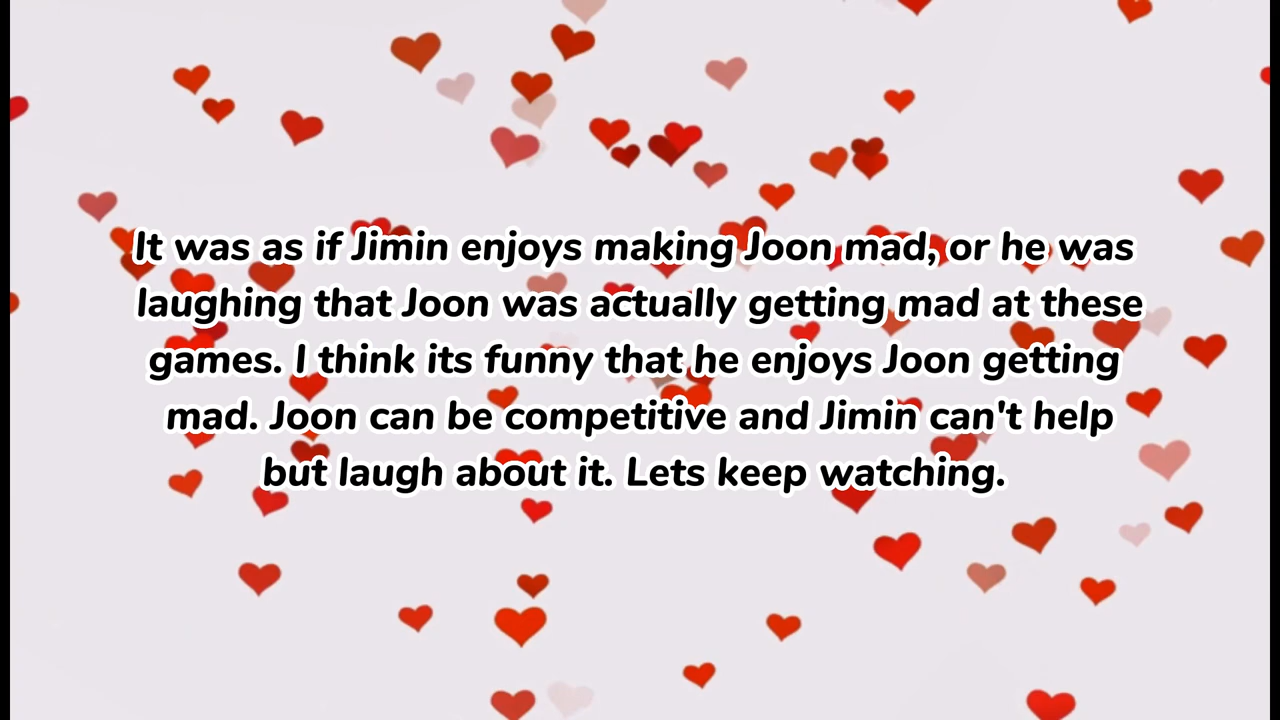 It was as if Jimin enjoys making Joon mad, or he was
laughing that Joon was actually getting mad at these
games. I think its funny that he enjoys Joon getting
mad. Joon can be competitive and Jimin can't help
but laugh about it. Lets keep watching.